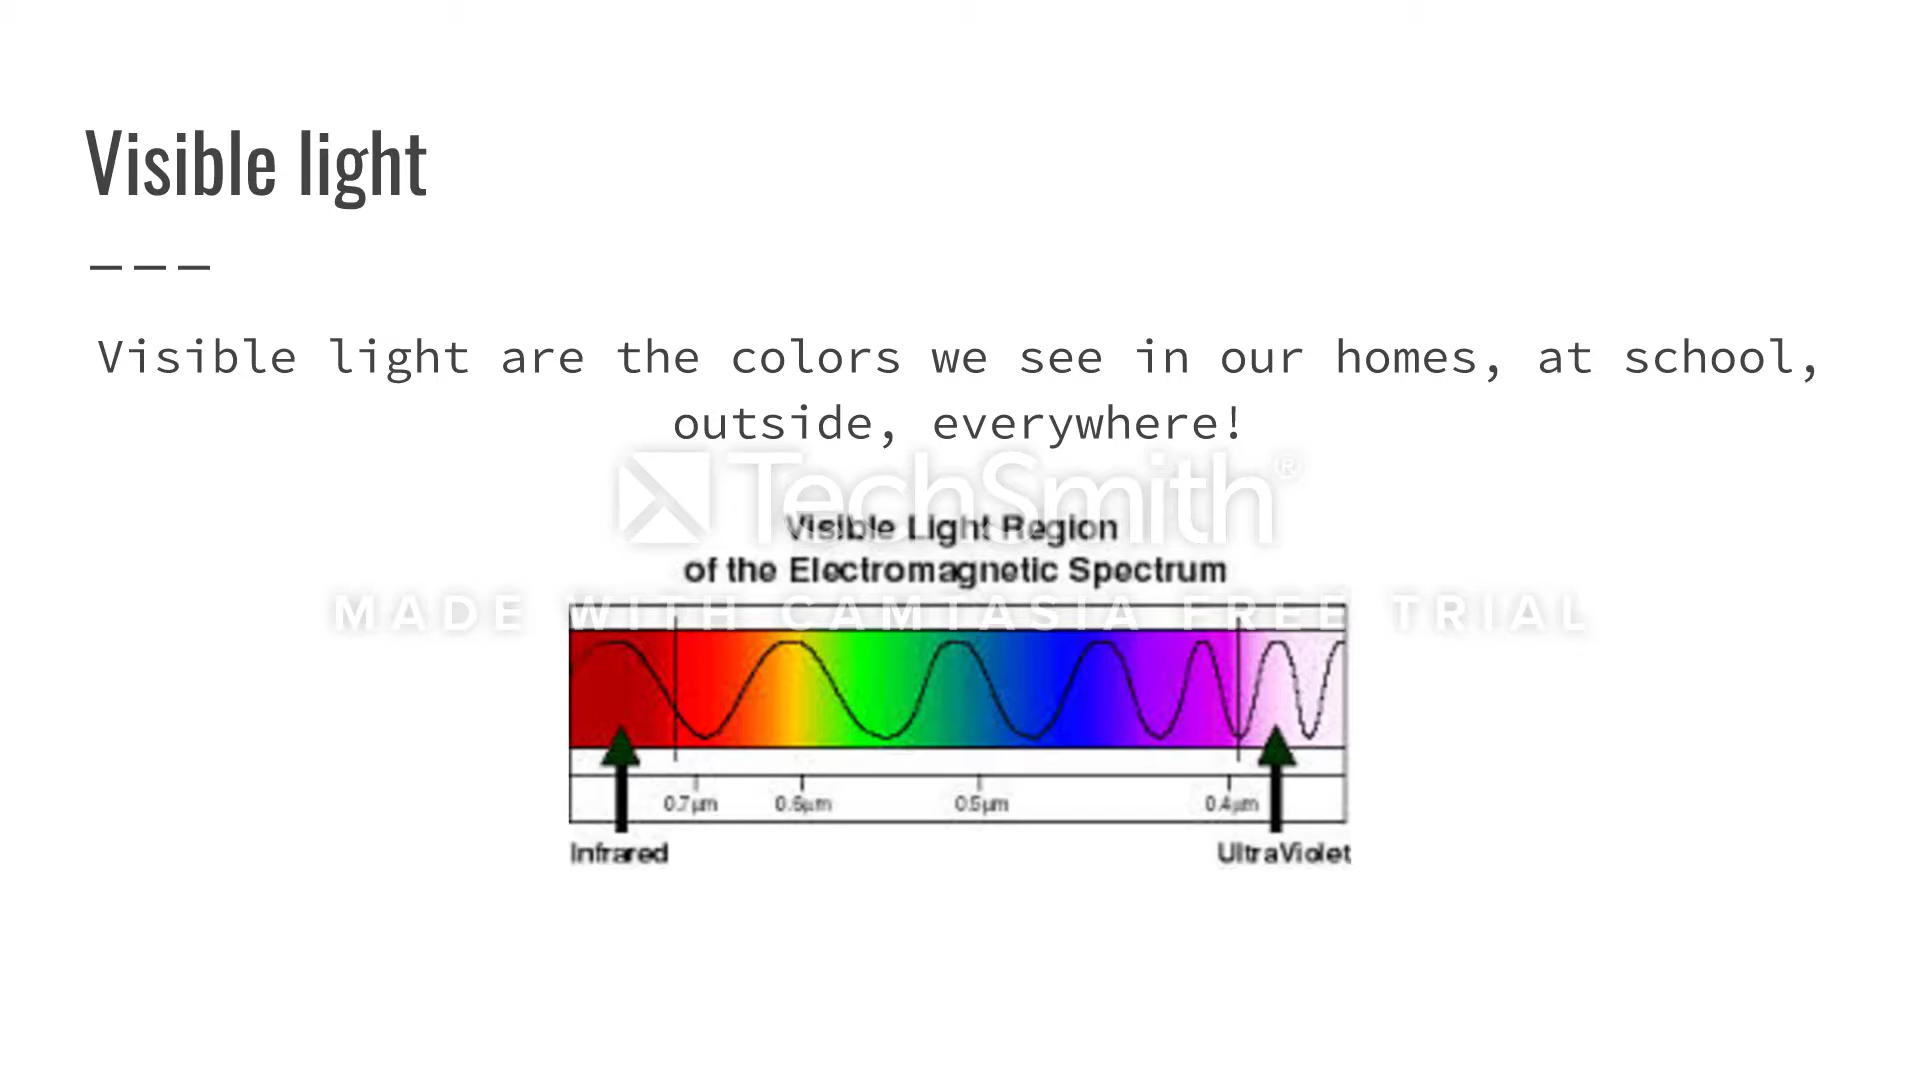 Visible light
Visible light are the colors we see in our homes, at school,
outside, everywhere!
TechSmith®
Visible Light Region
of the Electromagnetic Spectrum
MADE WITH CAMTASIA FREE TRIAL
0.7µm 0.6µm 0.5µm 0.4µm
Infrared UltraViolet